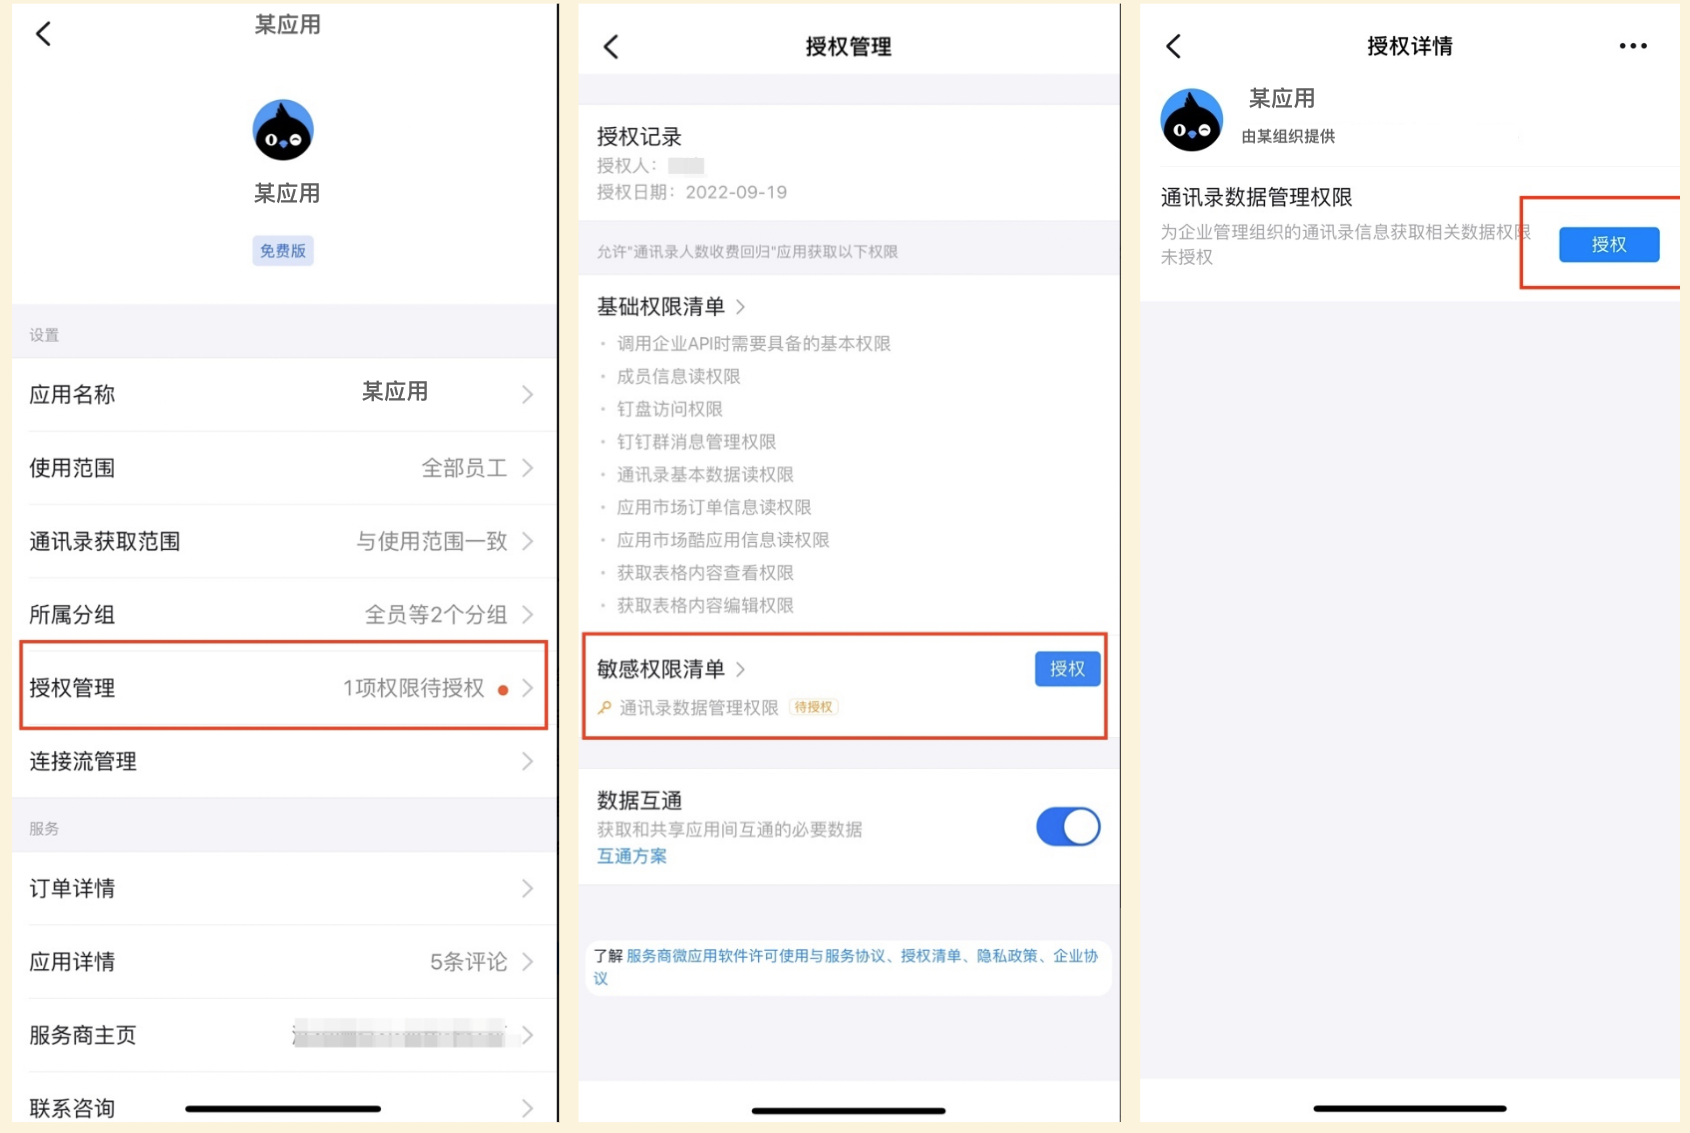 某应用
某应用
免费版
设置
应用名称 某应用
使用范围 全部员工
通讯录获取范围 与使用范围一致
所属分组 全员等2个分组
授权管理 1项权限待授权
连接流管理
服务
订单详情
应用详情 5条评论
服务商主页
联系咨询
授权管理
授权记录
授权人：
授权日期：2022-09-19
允许"通讯录人数收费回归"应用获取以下权限
基础权限清单
· 调用企业API时需要具备的基本权限
· 成员信息读权限
· 钉盘访问权限
· 钉钉群消息管理权限
· 通讯录基本数据读权限
· 应用市场订单信息读权限
· 应用市场酷应用信息读权限
· 获取表格内容查看权限
· 获取表格内容编辑权限
敏感权限清单 授权
通讯录数据管理权限 待授权
数据互通
获取和共享应用间互通的必要数据
互通方案
了解 服务商微应用软件许可使用与服务协议、授权清单、隐私政策、企业协
议
授权详情
某应用
由某组织提供
通讯录数据管理权限
为企业管理组织的通讯录信息获取相关数据权限
未授权
授权